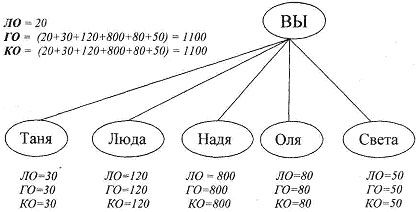 ЛО = 20
ГО = (20+30+120+800+80+50) = 1100
КО = (20+30+120+800+80+50) = 1100
ВЫ
Таня Люда Надя Оля Света
ЛО=30 ЛО=120 ЛО = 800 ЛО=80 ЛО=50
ГО=30 ГО=120 ГО=800 ГО=80 ГО=50
КО=30 КО=120 КО=800 КО=80 КО=50